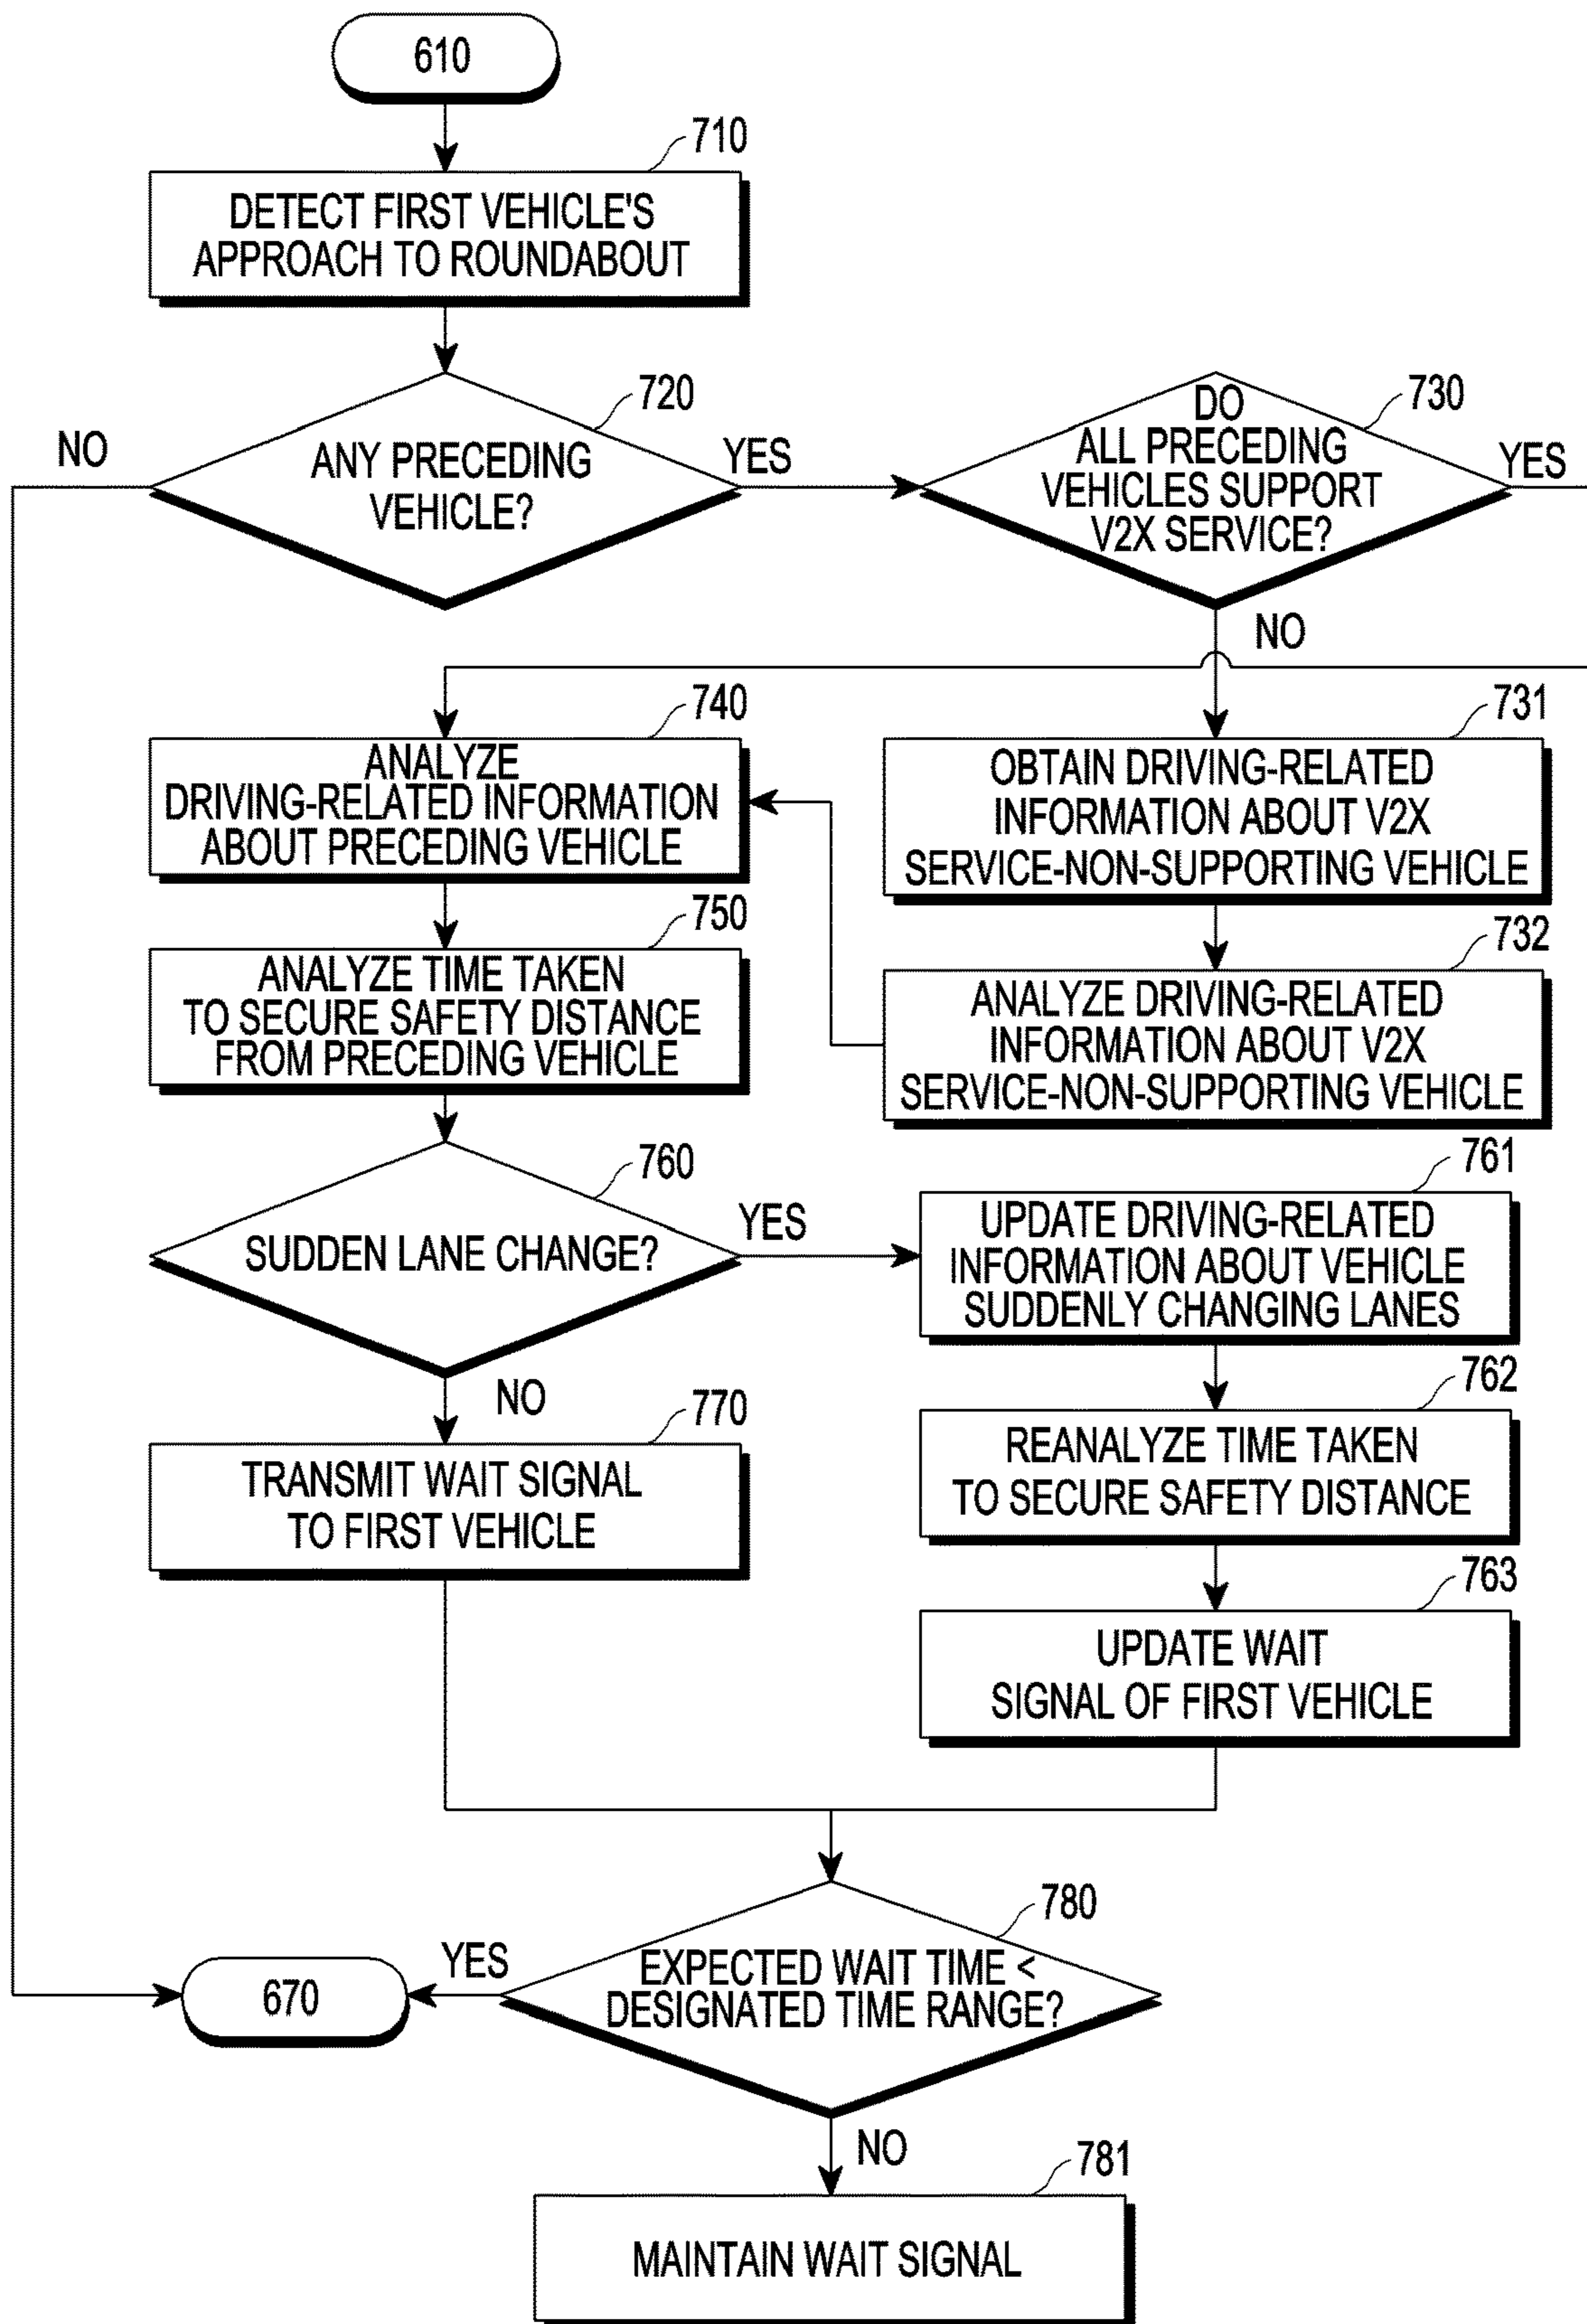 610
710
DETECT FIRST VEHICLE'S
APPROACH TO ROUNDABOUT
720
ANY PRECEDING
VEHICLE?
NO
YES
730
DO
ALL PRECEDING
VEHICLES SUPPORT
V2X SERVICE?
YES
NO
740
ANALYZE
DRIVING-RELATED INFORMATION
ABOUT PRECEDING VEHICLE
731
OBTAIN DRIVING-RELATED
INFORMATION ABOUT V2X
SERVICE-NON-SUPPORTING VEHICLE
750
ANALYZE TIME TAKEN
TO SECURE SAFETY DISTANCE
FROM PRECEDING VEHICLE
732
ANALYZE DRIVING-RELATED
INFORMATION ABOUT V2X
SERVICE-NON-SUPPORTING VEHICLE
760
SUDDEN LANE CHANGE?
YES
NO
761
UPDATE DRIVING-RELATED
INFORMATION ABOUT VEHICLE
SUDDENLY CHANGING LANES
770
TRANSMIT WAIT SIGNAL
TO FIRST VEHICLE
762
REANALYZE TIME TAKEN
TO SECURE SAFETY DISTANCE
763
UPDATE WAIT
SIGNAL OF FIRST VEHICLE
780
EXPECTED WAIT TIME <
DESIGNATED TIME RANGE?
YES
670
NO
781
MAINTAIN WAIT SIGNAL